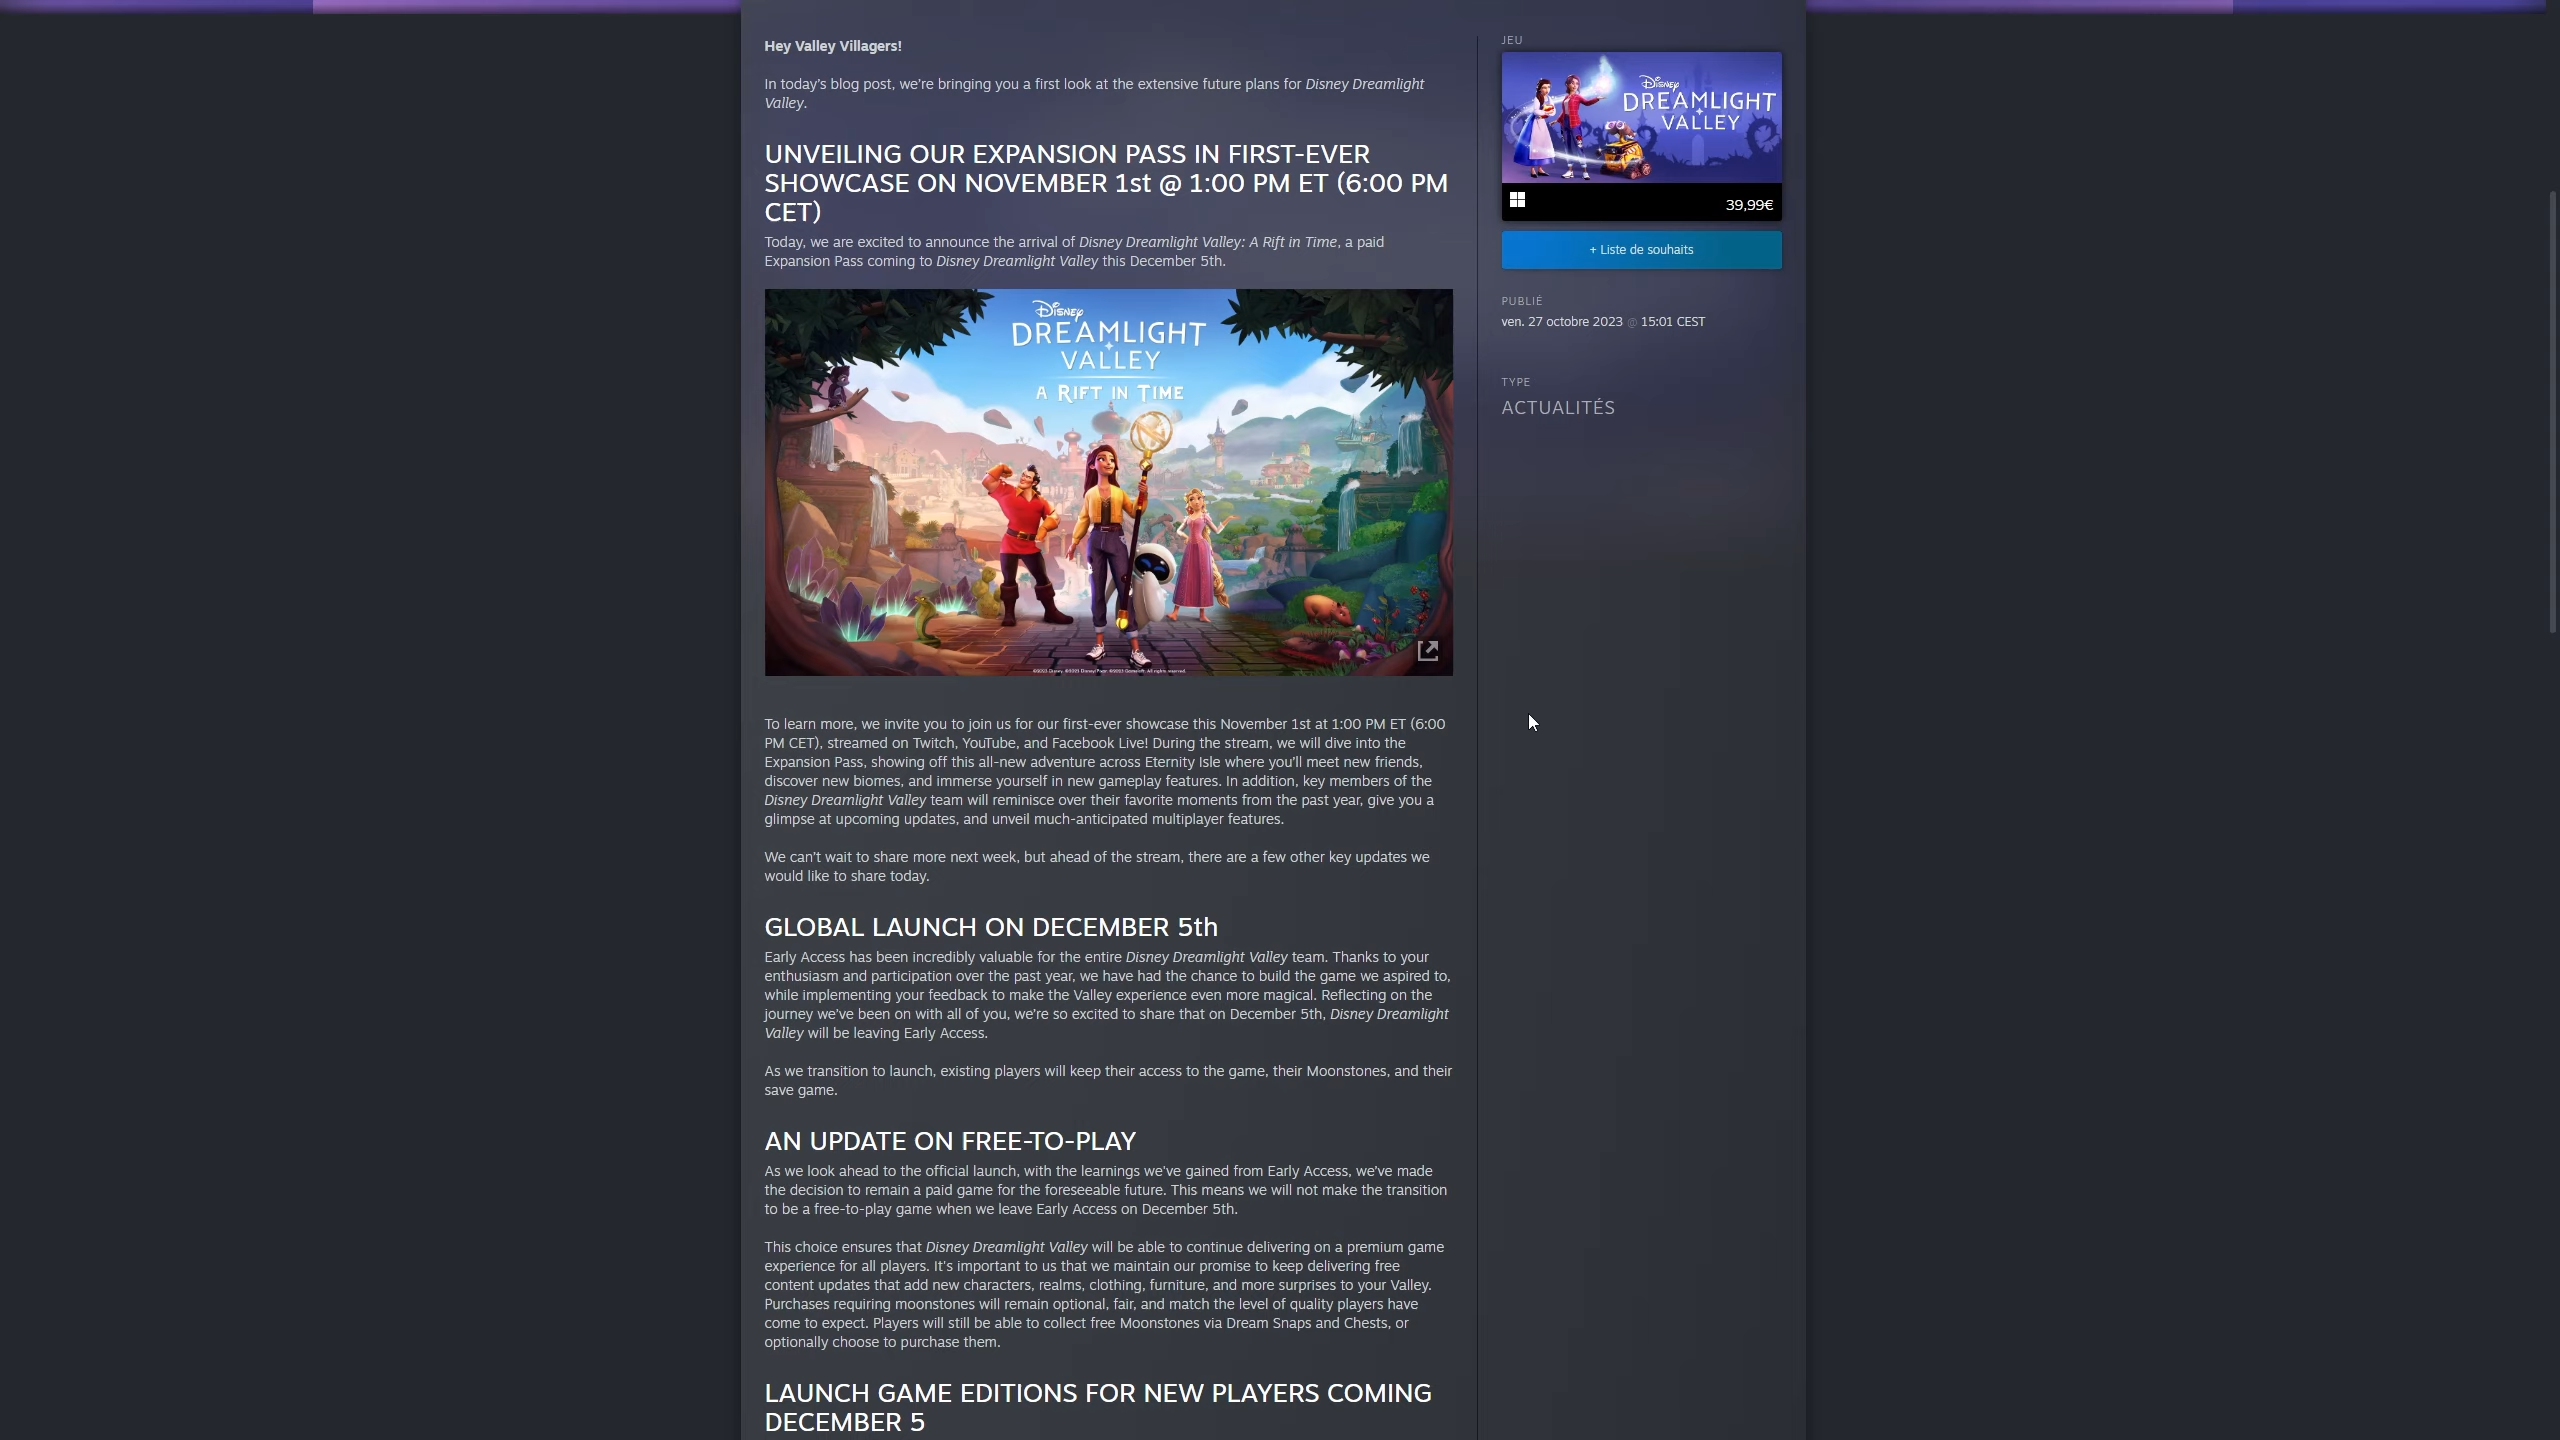 Hey Valley Villagers!
In today's blog post, we're bringing you a first look at the extensive future plans for Disney Dreamlight
Valley.
UNVEILING OUR EXPANSION PASS IN FIRST-EVER
SHOWCASE ON NOVEMBER 1st @ 1:00 PM ET (6:00 PM
CET)
Today, we are excited to announce the arrival of Disney Dreamlight Valley: A Rift in Time, a paid
Expansion Pass coming to Disney Dreamlight Valley this December 5th.
Disney
DREAMLIGHT
VALLEY
A RIFT IN TIME
©2023 Disney. ©2023 Disney/Pixar. ©2023 Gameloft. All rights reserved.
To learn more, we invite you to join us for our first-ever showcase this November 1st at 1:00 PM ET (6:00
PM CET), streamed on Twitch, YouTube, and Facebook Live! During the stream, we will dive into the
Expansion Pass, showing off this all-new adventure across Eternity Isle where you'll meet new friends,
discover new biomes, and immerse yourself in new gameplay features. In addition, key members of the
Disney Dreamlight Valley team will reminisce over their favorite moments from the past year, give you a
glimpse at upcoming updates, and unveil much-anticipated multiplayer features.
We can't wait to share more next week, but ahead of the stream, there are a few other key updates we
would like to share today.
GLOBAL LAUNCH ON DECEMBER 5th
Early Access has been incredibly valuable for the entire Disney Dreamlight Valley team. Thanks to your
enthusiasm and participation over the past year, we have had the chance to build the game we aspired to,
while implementing your feedback to make the Valley experience even more magical. Reflecting on the
journey we've been on with all of you, we're so excited to share that on December 5th, Disney Dreamlight
Valley will be leaving Early Access.
As we transition to launch, existing players will keep their access to the game, their Moonstones, and their
save game.
AN UPDATE ON FREE-TO-PLAY
As we look ahead to the official launch, with the learnings we've gained from Early Access, we've made
the decision to remain a paid game for the foreseeable future. This means we will not make the transition
to be a free-to-play game when we leave Early Access on December 5th.
This choice ensures that Disney Dreamlight Valley will be able to continue delivering on a premium game
experience for all players. It's important to us that we maintain our promise to keep delivering free
content updates that add new characters, realms, clothing, furniture, and more surprises to your Valley.
Purchases requiring moonstones will remain optional, fair, and match the level of quality players have
come to expect. Players will still be able to collect free Moonstones via Dream Snaps and Chests, or
optionally choose to purchase them.
LAUNCH GAME EDITIONS FOR NEW PLAYERS COMING
DECEMBER 5
JEU
Disney
DREAMLIGHT
VALLEY
39,99€
+ Liste de souhaits
PUBLIÉ
ven. 27 octobre 2023 @ 15:01 CEST
TYPE
ACTUALITÉS